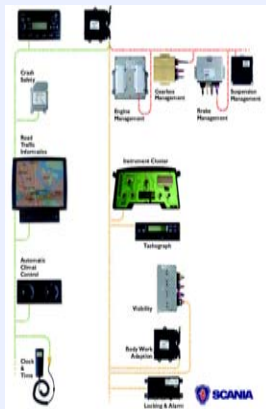 Crash
Safety
Engine
Management
Gearbox
Management
Brake
Management
Suspension
Management
Road
Traffic
Informatics
Instrument Cluster
Tachograph
Automatic
Climat
Control
Visibility
Body Work
Adaption
Clock
& Time
Locking & Alarm
SCANIA